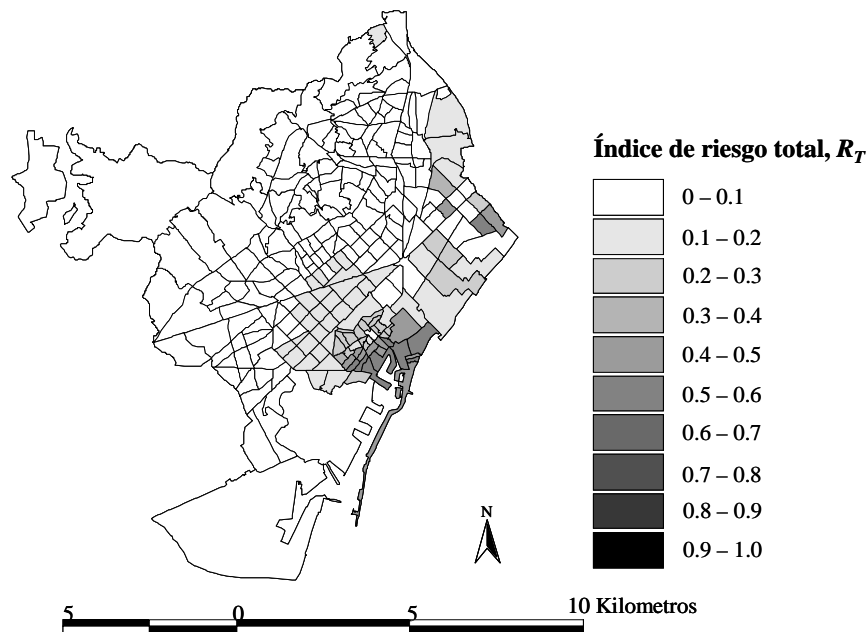 Índice de riesgo total, R_T
0 – 0.1
0.1 – 0.2
0.2 – 0.3
0.3 – 0.4
0.4 – 0.5
0.5 – 0.6
0.6 – 0.7
0.7 – 0.8
0.8 – 0.9
0.9 – 1.0
N
5 0 5 10 Kilometros